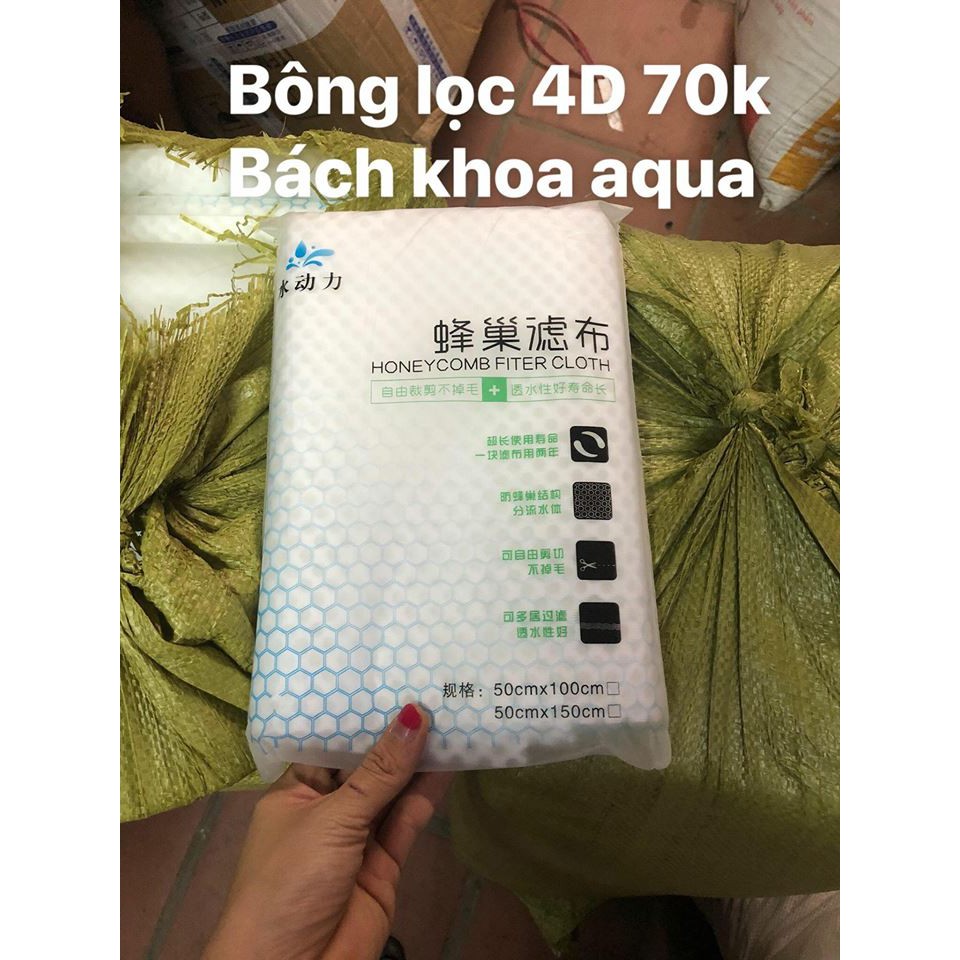 Bông lọc 4D 70k
Bách khoa aqua
水动力
蜂巢滤布
HONEYCOMB FITER CLOTH
自由裁剪不掉毛 + 透水性好寿命长
超长使用寿命
一块滤布用两年
防蜂巢结构
分流水体
可自由剪切
不掉毛
可多层过滤
透水性好
规格：50cmx100cm□
50cmx150cm□